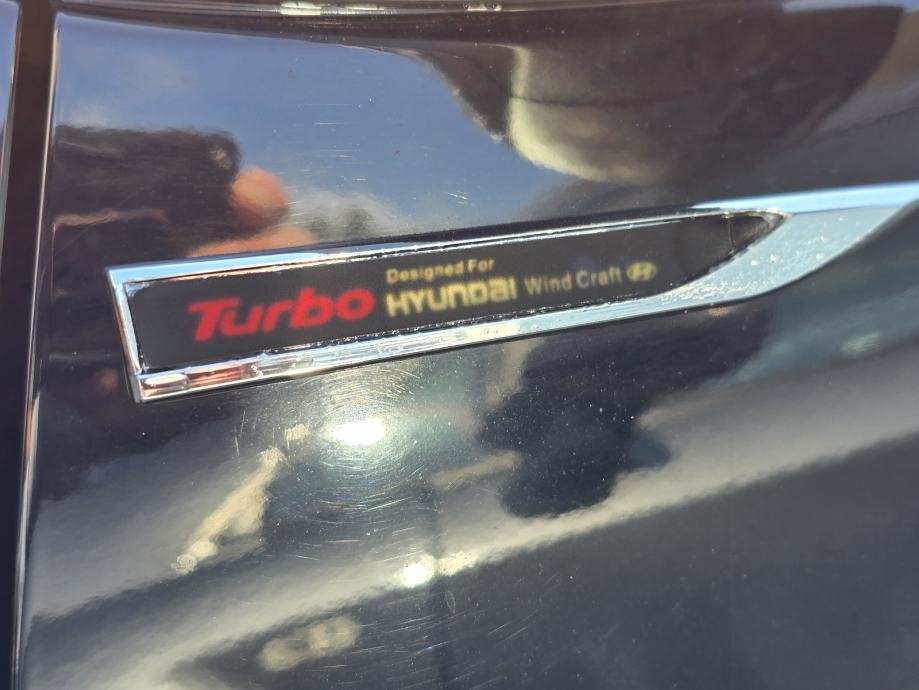 Turbo Designed For
HYUNDAI Wind Craft